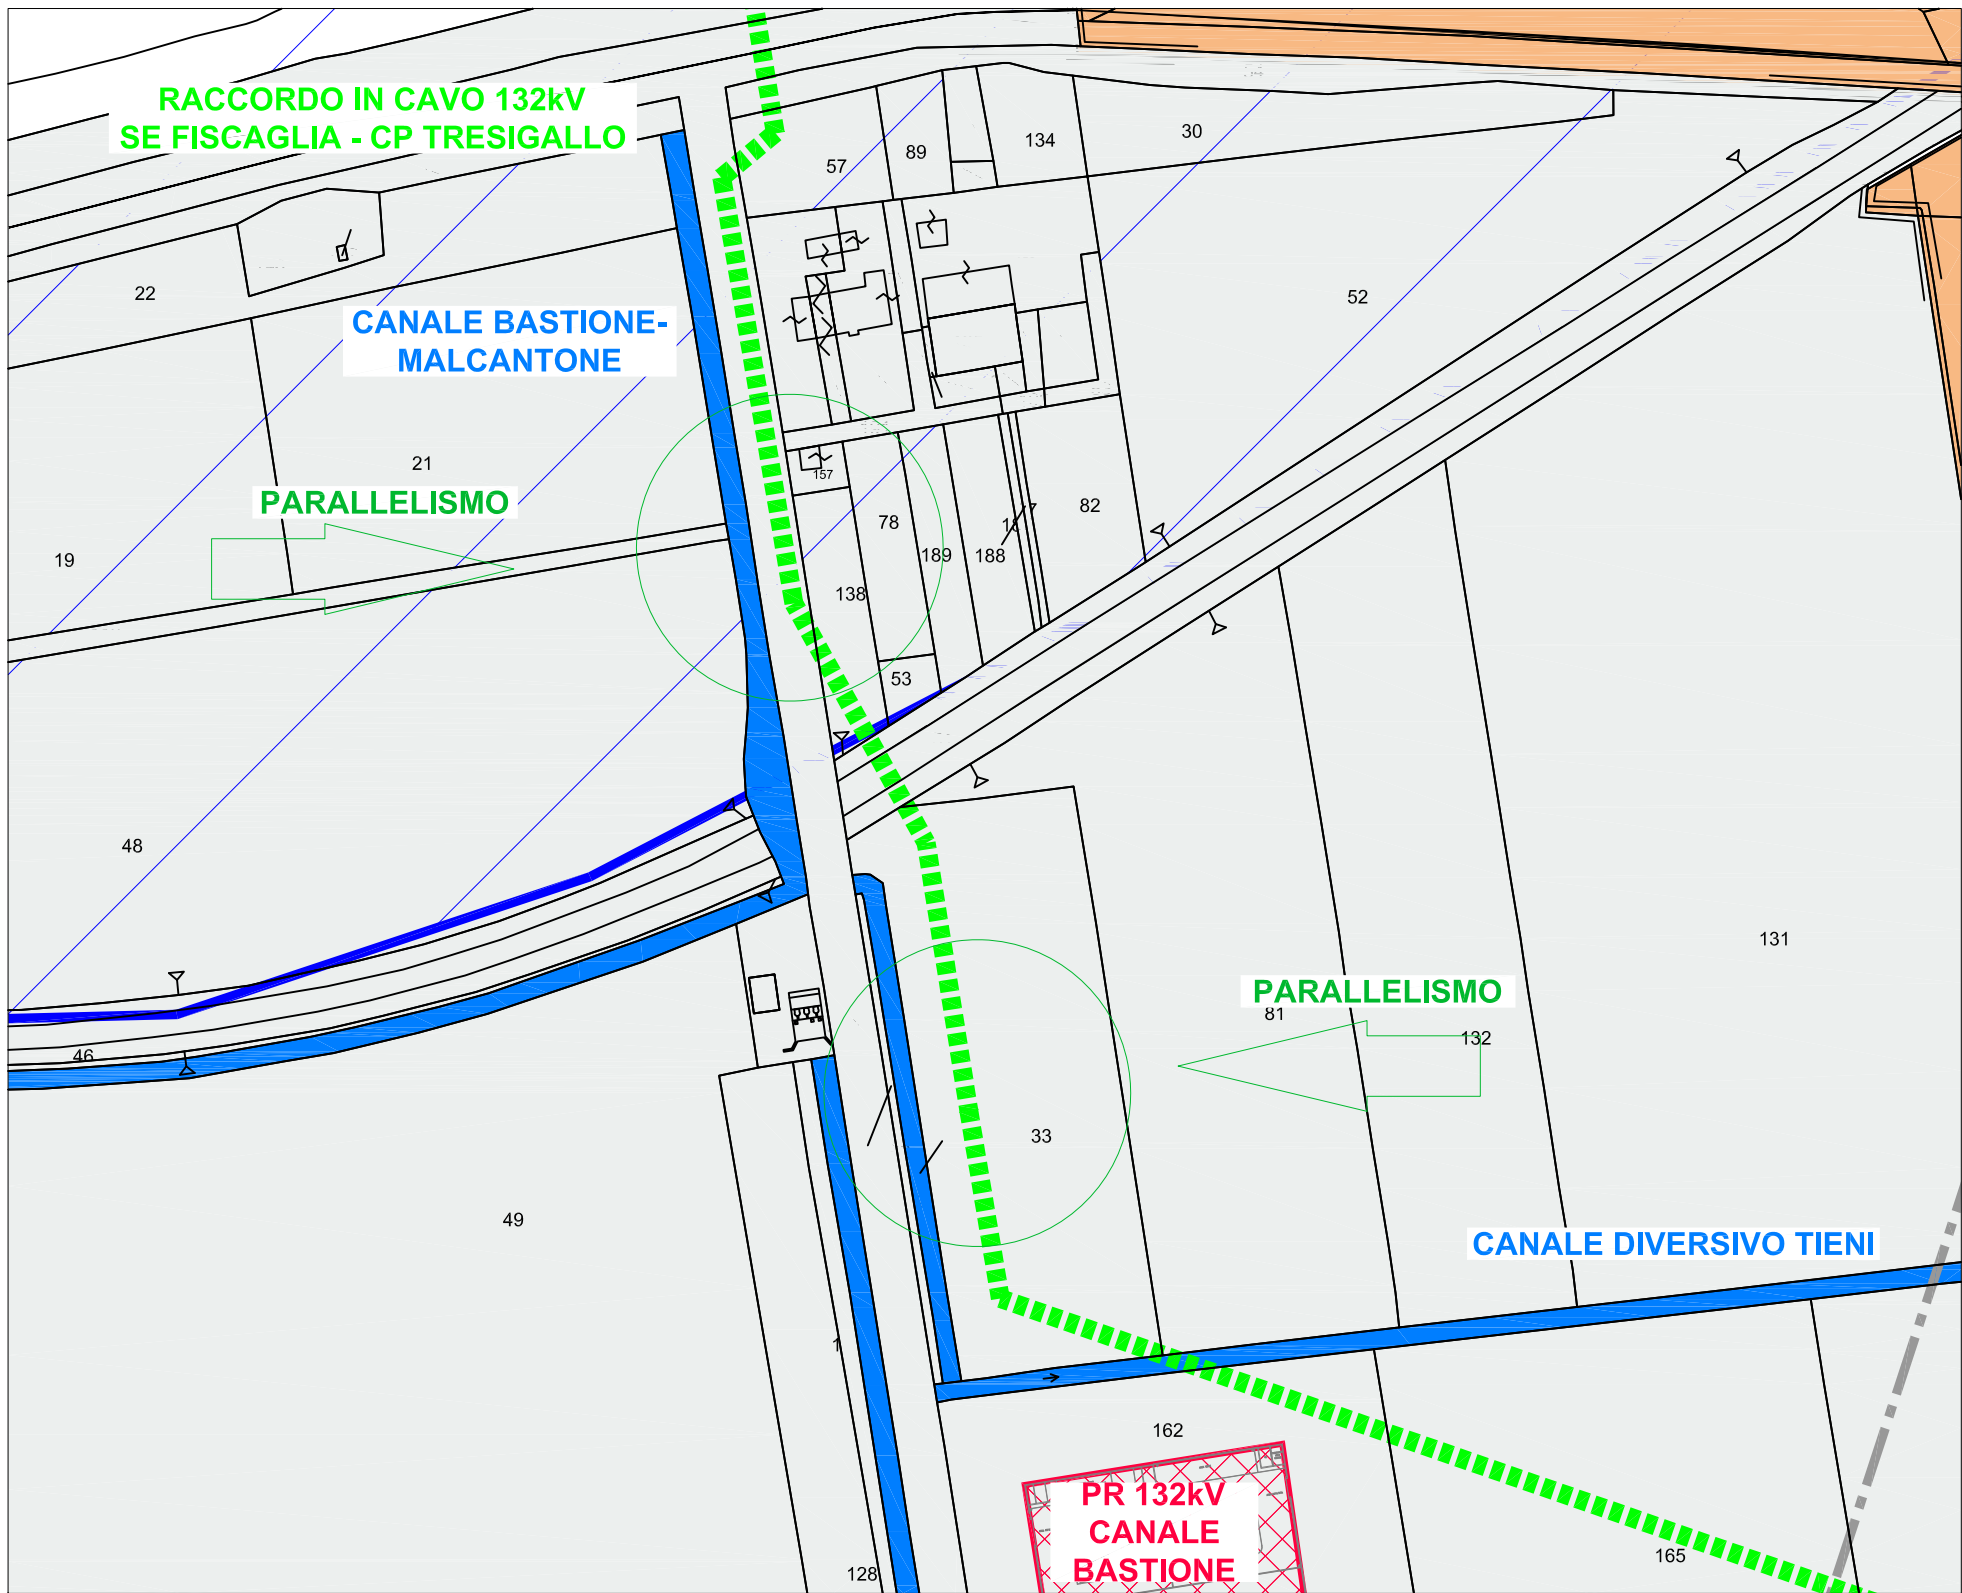 RACCORDO IN CAVO 132kV
SE FISCAGLIA - CP TRESIGALLO
30
134
89
57
22
52
CANALE BASTIONE-
MALCANTONE
21
157
PARALLELISMO
82
78
189
188
19
138
53
48
131
PARALLELISMO
81
132
46
33
49
CANALE DIVERSIVO TIENI
162
PR 132kV
CANALE
BASTIONE
165
128